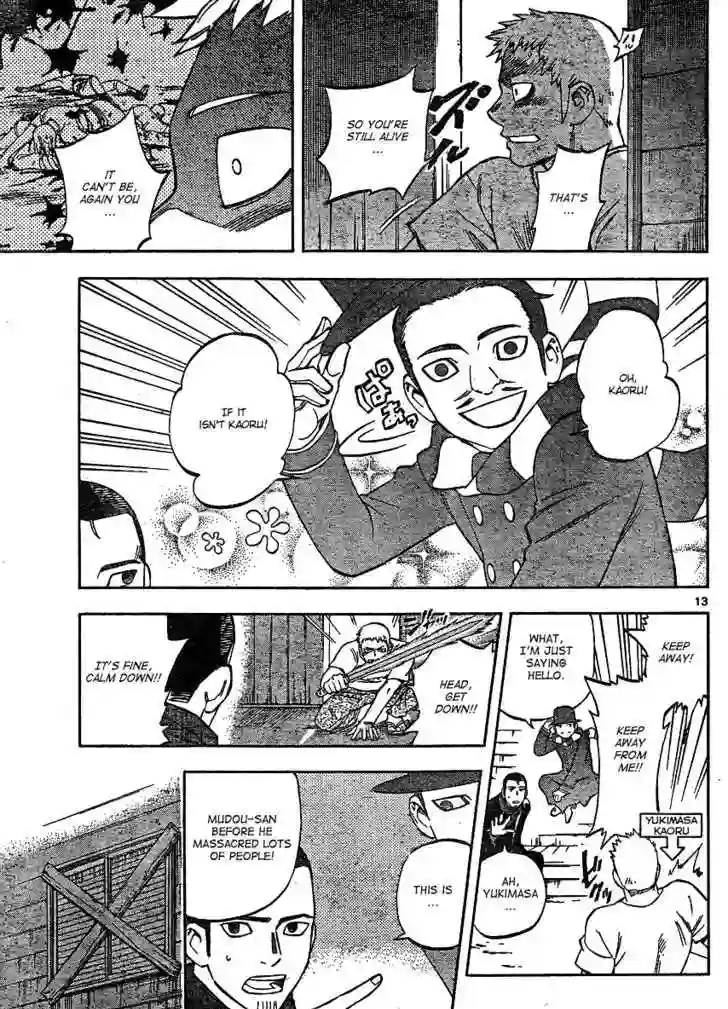 THAT'S
...
SO YOU'RE
STILL ALIVE
...
IT
CAN'T BE,
AGAIN YOU
...
OH,
KAORU!
IF IT
ISN'T KAORU!
13
KEEP
AWAY!
KEEP
AWAY
FROM
ME!!
WHAT,
I'M JUST
SAYING
HELLO.
YUKIMASA
KAORU
AH,
YUKIMASA
...
HEAD,
GET
DOWN!!
IT'S FINE,
CALM DOWN!!
THIS IS
...
MUDOU-SAN
BEFORE HE
MASSACRED LOTS
OF PEOPLE!